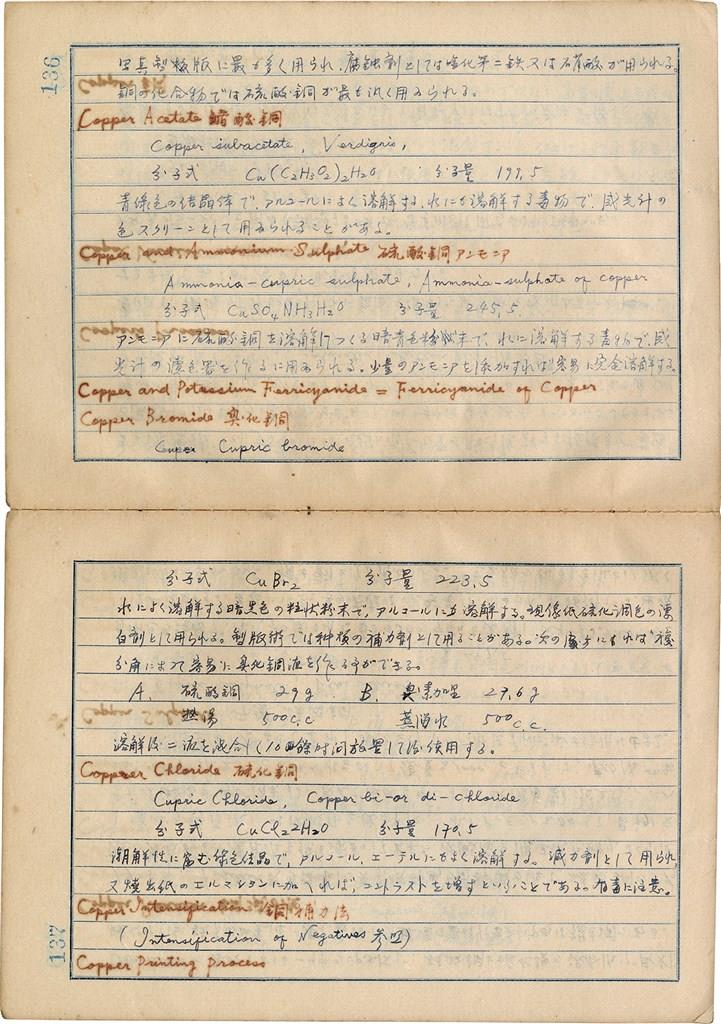 136
写真製版版に最も多く用られ、腐蝕剤としては塩化第二鉄又は硝酸が用られる。
銅の化合物では硫酸銅が最も汎く用ゐられる。
Copper Acetate 醋酸銅
Copper subacetate, Verdigris,
分子式 Cu(C2H3O2)2H2O 分子量 199,5
青緑色の結晶体で、アルコールによく溶解する。水にも溶解する毒物で、感光計の
色スクリーンとして用ゐられることがある。
Copper and Ammonium Sulphate 硫酸銅アンモニア
Ammonia-cupric sulphate, Ammonia-sulphate of copper
分子式 CuSO4NH3H2O 分子量 245,5.
アンモニアに硫酸銅を溶解してつくる暗青色粉末で、水に溶解する毒物で、感
光計の濾色器を作るに用ゐられる。少量のアンモニアを添加すれば容易に完全溶解する。
Copper and Potassium Ferricyanide = Ferricyanide of Copper
Copper Bromide 臭化銅
Cupric bromide
分子式 CuBr2 分子量 223.5
水によく溶解する暗黒色の粒状粉末で、アルコールにも溶解する。現像紙硫化調色の漂
白剤として用られる。製版術では種板の補力剤として用ることがある。次の処方によれば複
分解によって容易に臭化銅液を作る事ができる。
A. 硫酸銅 29g B. 臭素加里 27.6g
熱湯 500c.c 蒸溜水 500c.c.
溶解後二液を混合し10四餘時間放置して後使用する。
Copperer Chloride 硫化銅
Cupric Chloride, Copper bi-or di-chloride
分子式 CuCl22H2O 分子量 170,5
潮解性に富む緑色結晶で、アルコール、エーテルにもよく溶解する。減力剤として用られ、
又燒出紙のエルマションに加へれば、コントラストを増すといふことである。有毒に注意。
Copper Intensification 銅補力法
(Intensification of Negatives 参照)
Copper Printing Process
137